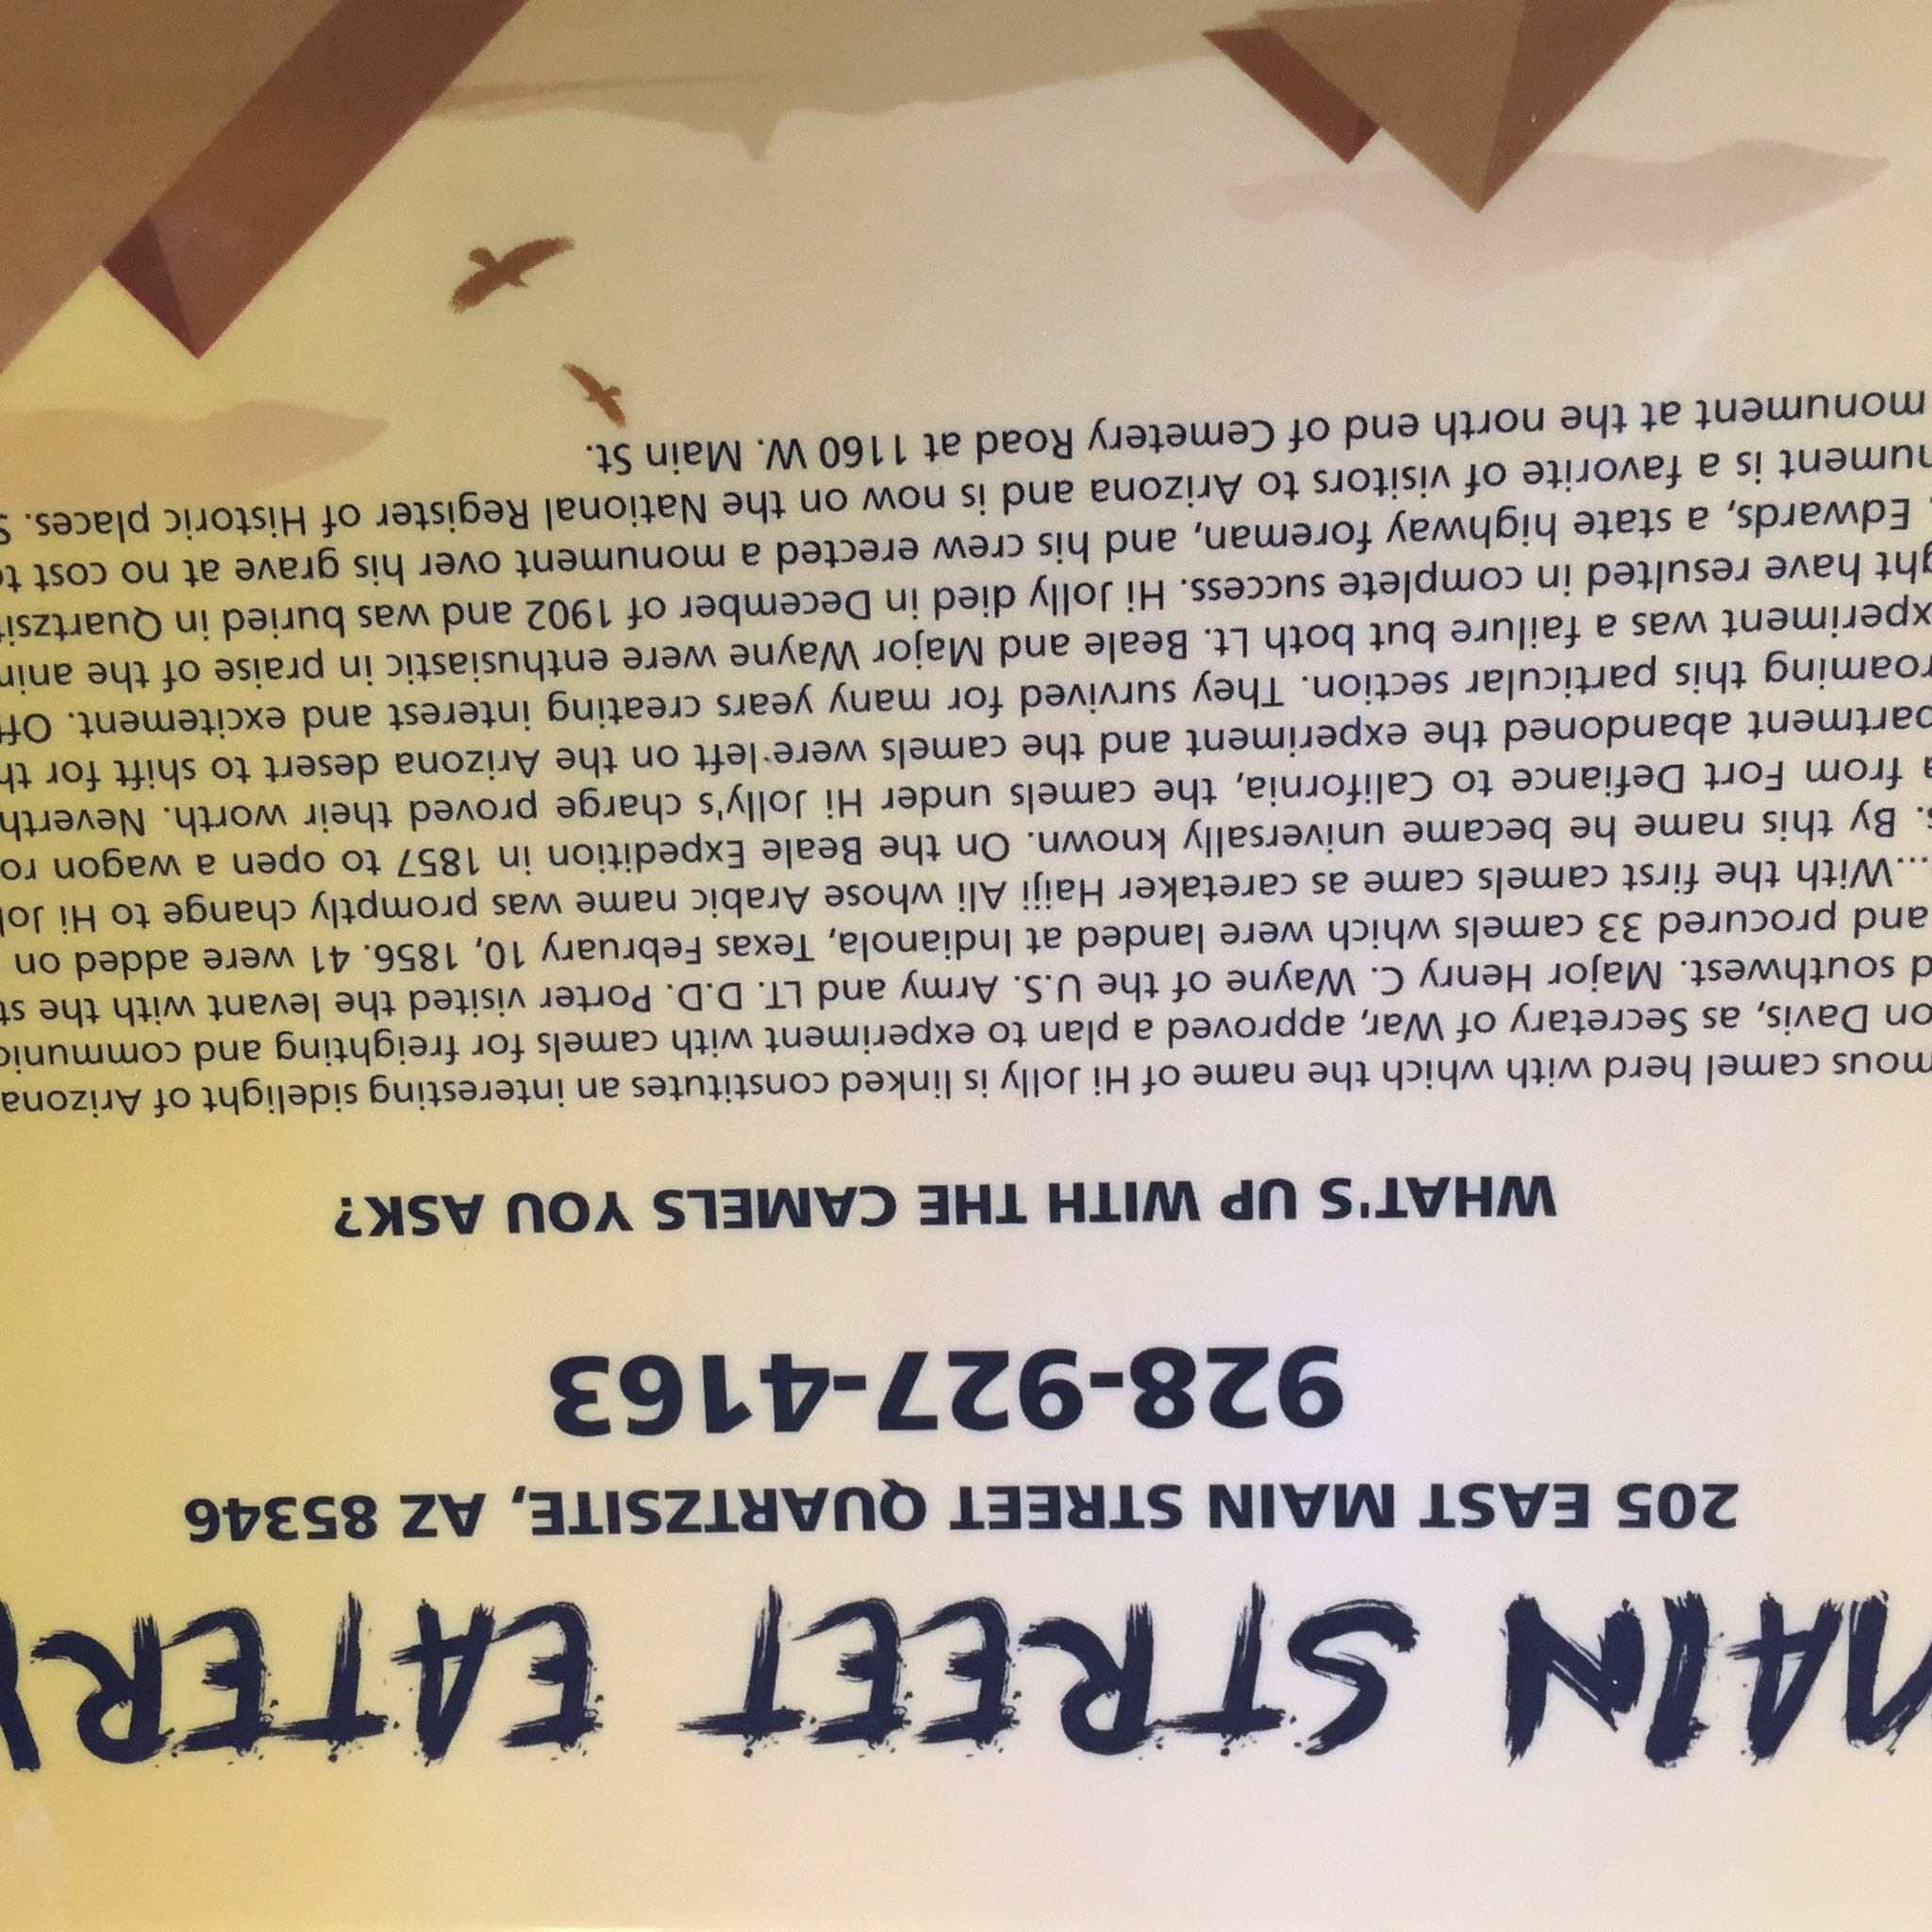 MAIN STREET EATERY
205 EAST MAIN STREET QUARTZSITE, AZ 85346
928-927-4163
WHAT'S UP WITH THE CAMELS YOU ASK?
mous camel herd with which the name of Hi Jolly is linked constitutes an interesting sidelight of Arizona
on Davis, as Secretary of War, approved a plan to experiment with camels for freighting and
d southwest. Major Henry C. Wayne of the U.S. Army and LT. D.D. Porter visited the levant with the
and procured 33 camels which were landed at Indianola, Texas February 10, 1856. 41 were added on
...With the first camels came as caretaker Haiji Ali whose Arabic name was promptly change to Hi
s. By this name he became universally known. On the Beale Expedition in 1857 to open a wagon
a from Fort Defiance to California, the camels under Hi Jolly's charge proved their worth.
partment abandoned the experiment and the camels were left on the Arizona desert to shift for
roaming this particular section. They survived for many years creating interest and excitement.
xperiment was a failure but both Lt. Beale and Major Wayne were enthusiastic in praise of the
ght have resulted in complete success. Hi Jolly died in December of 1902 and was buried in
Edwards, a state highway foreman, and his crew erected a monument over his grave at no cost
nument is a favorite of visitors to Arizona and is now on the National Register of Historic places.
monument at the north end of Cemetery Road at 1160 W. Main St.